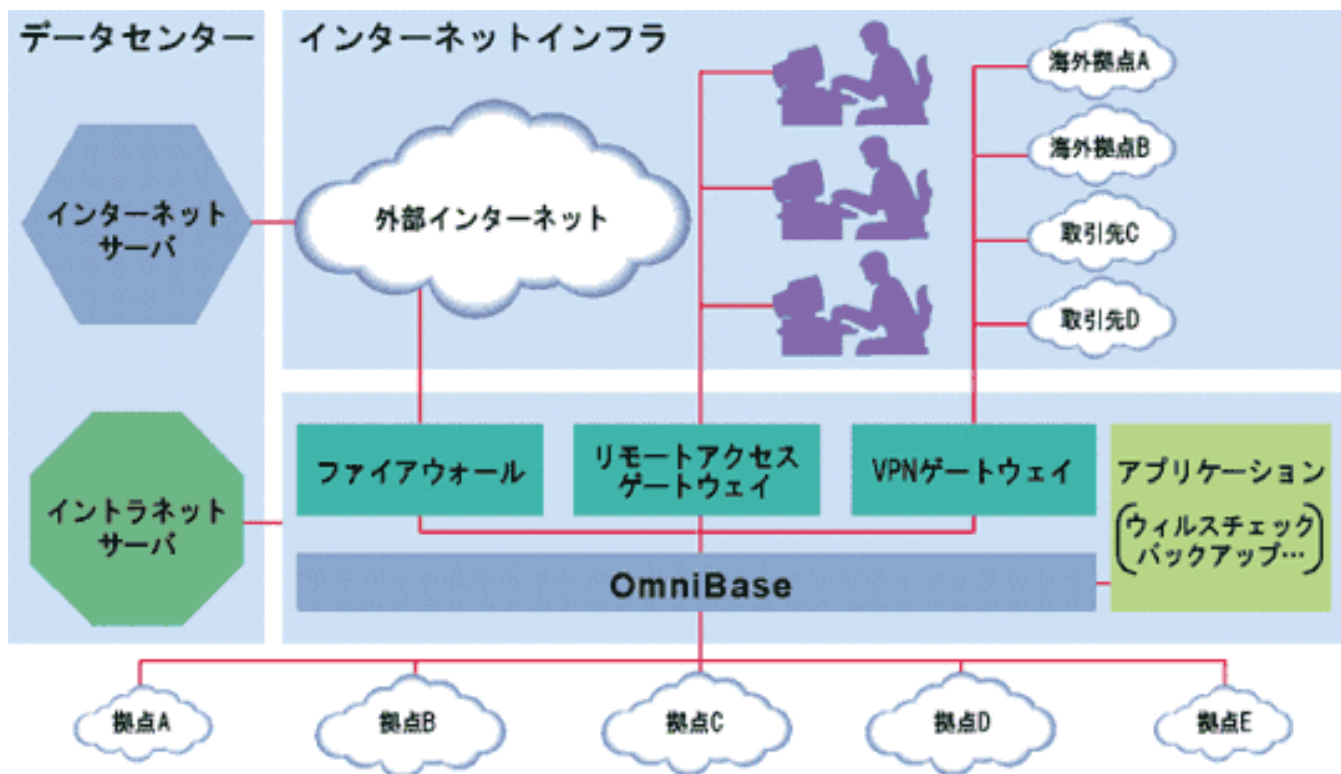 データセンター
インターネットインフラ
インターネット
サーバ
外部インターネット
海外拠点A
海外拠点B
取引先C
取引先D
イントラネット
サーバ
ファイアウォール
リモートアクセス
ゲートウェイ
VPNゲートウェイ
アプリケーション
(ウィルスチェック
バックアップ…)
OmniBase
拠点A
拠点B
拠点C
拠点D
拠点E